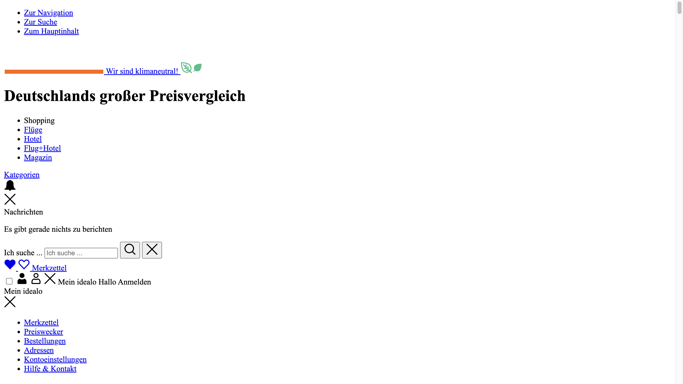 Zur Navigation
Zur Suche
Zum Hauptinhalt
Wir sind klimaneutral!
Deutschlands großer Preisvergleich
Shopping
Flüge
Hotel
Flug+Hotel
Magazin
Kategorien
Nachrichten
Es gibt gerade nichts zu berichten
Ich suche ... Ich suche ...
Merkzettel
Mein idealo Hallo Anmelden
Mein idealo
Merkzettel
Preiswecker
Bestellungen
Adressen
Kontoeinstellungen
Hilfe & Kontakt